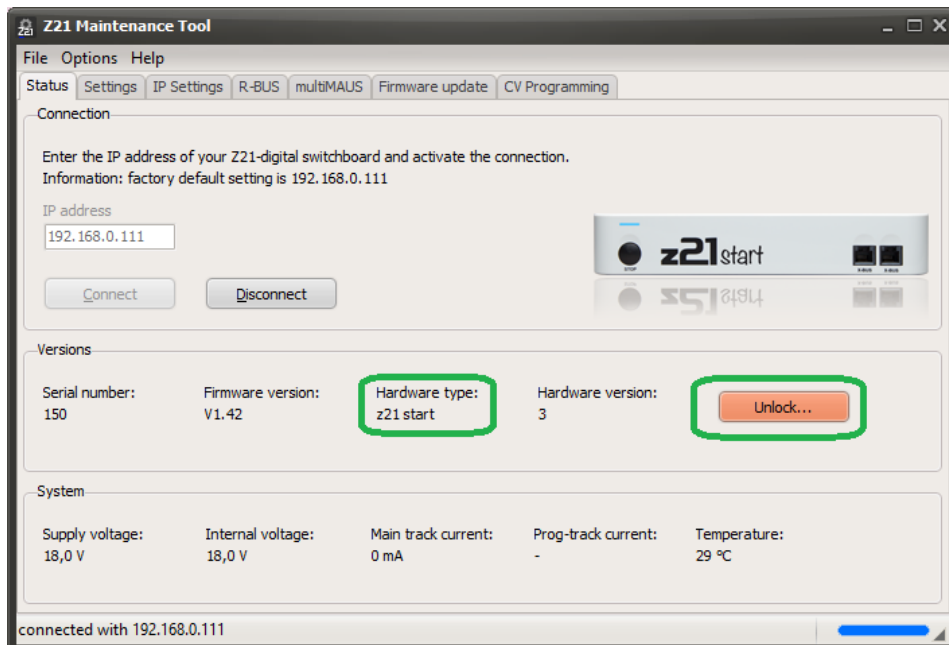 Z21 Maintenance Tool
File Options Help
Status Settings IP Settings R-BUS multiMAUS Firmware update CV Programming
Connection
Enter the IP address of your Z21-digital switchboard and activate the connection.
Information: factory default setting is 192.168.0.111
IP address
192.168.0.111
Connect Disconnect
z21 start
STOP
R-BUS R-BUS
Versions
Serial number: Firmware version: Hardware type: Hardware version:
150 V1.42 z21 start 3 Unlock...
System
Supply voltage: Internal voltage: Main track current: Prog-track current: Temperature:
18,0 V 18,0 V 0 mA - 29 °C
connected with 192.168.0.111